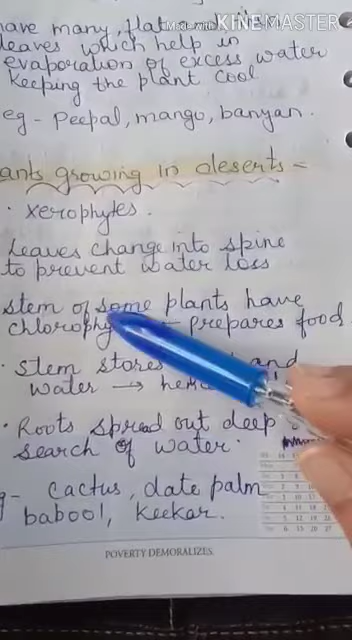 Made with KINEMASTER
have many, flat
leaves which help in
evaporation of excess water
keeping the plant cool
eg - Peepal, mango, banyan.
ants growing in deserts -
• xerophytes.
Leaves change into spine
to prevent water loss
stem of some plants have
prepares food
• Stem stores and
water →
• Roots spread out deep
search of water.
g- cactus, date palm
babool, keekar.
POVERTY DEMORALIZES.